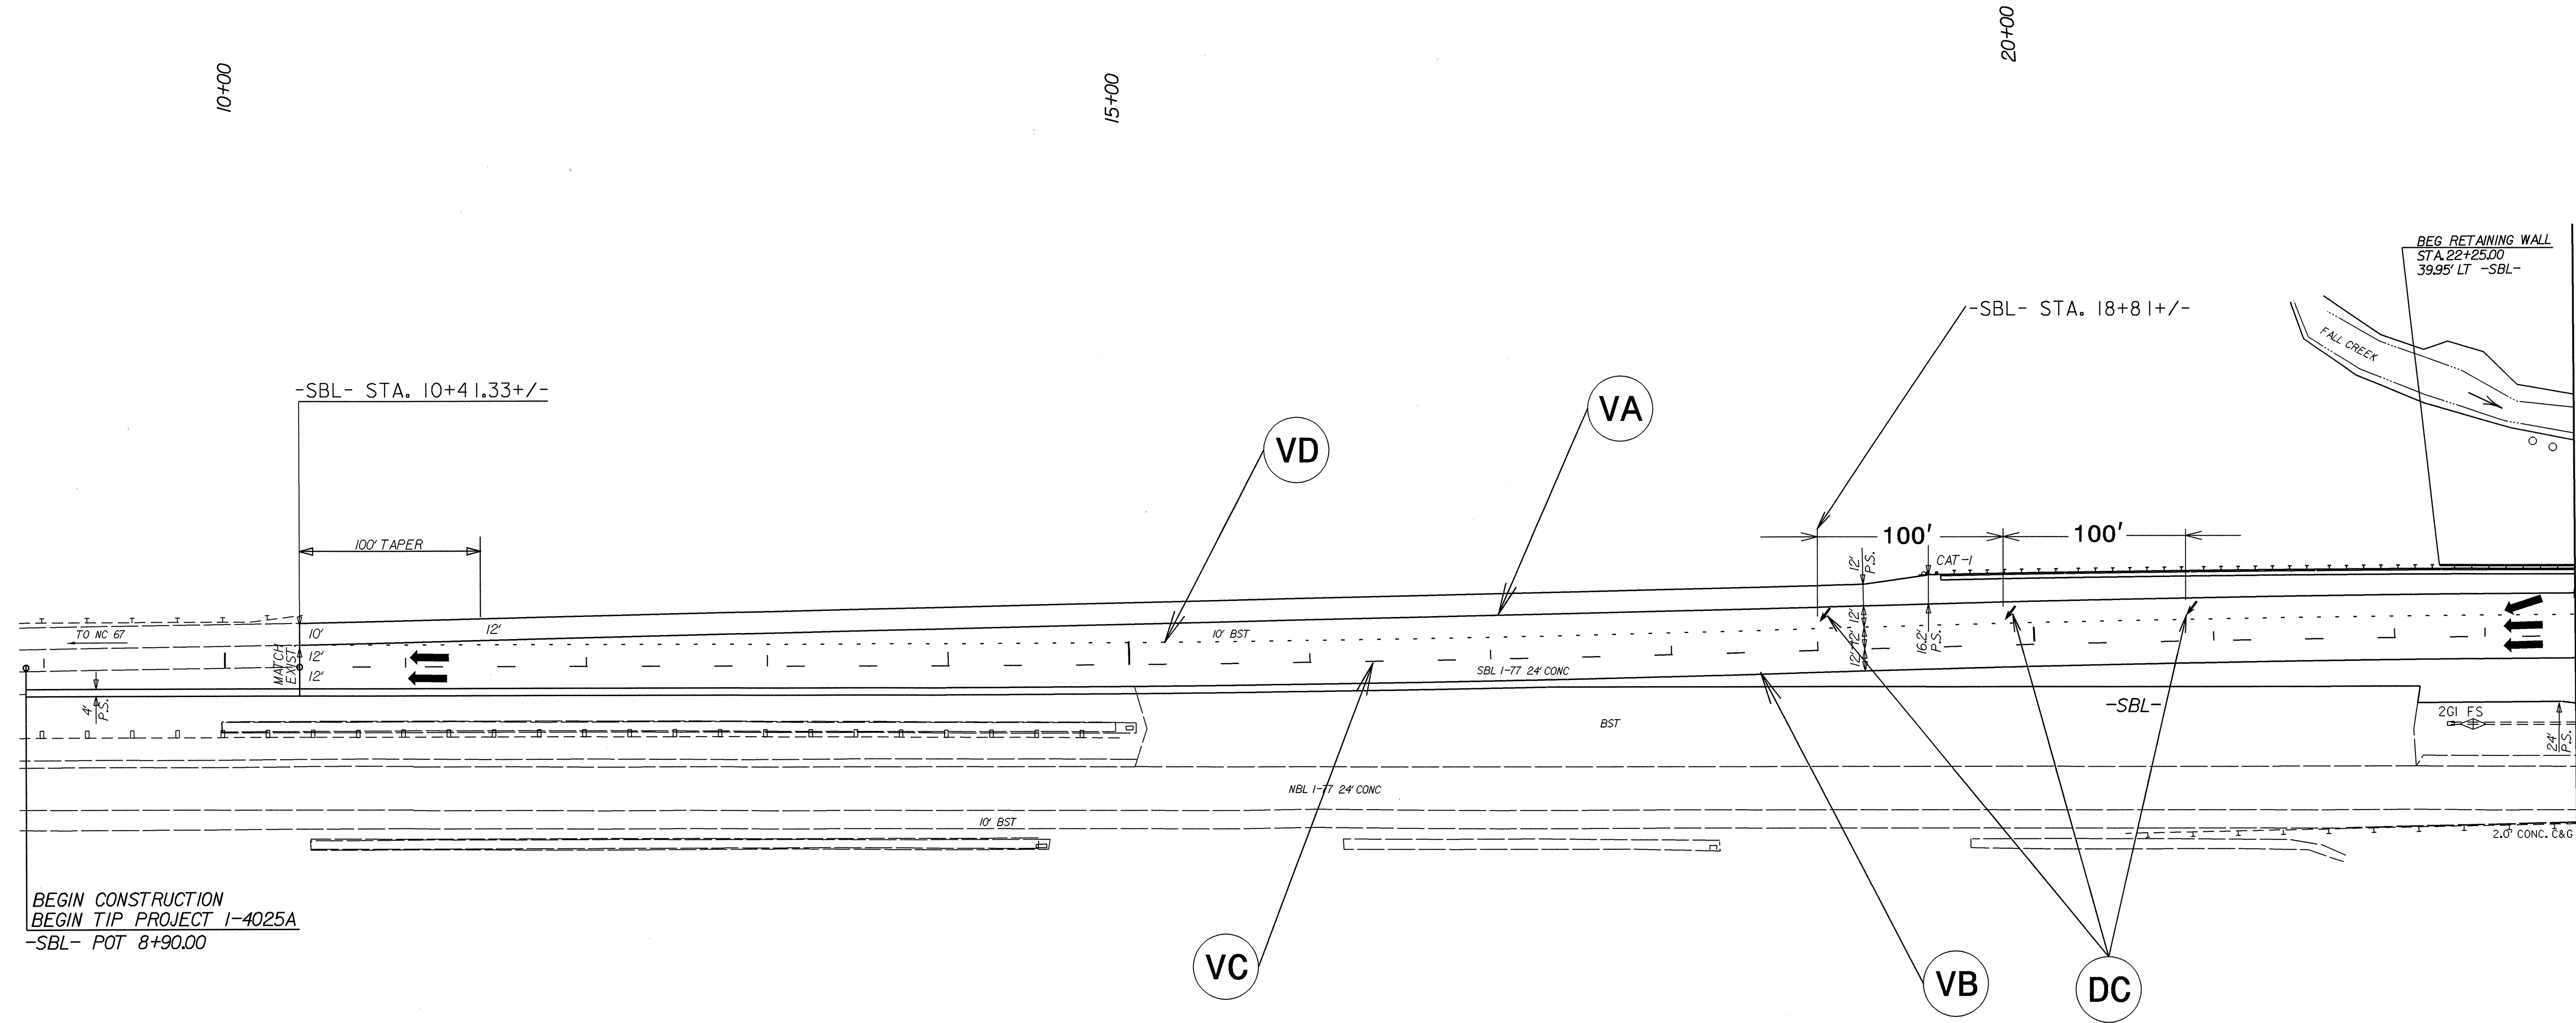 10+00
15+00
20+00
BEG RETAINING WALL
STA. 22+25.00
39.95' LT -SBL-
-SBL- STA. 18+81+/-
FALL CREEK
-SBL- STA. 10+41.33+/-
VA
VD
100' TAPER
100'
100'
12'
P.S.
CAT-1
TO NC 67
10'
12'
10' BST
12'
12'
12'
16.2'
P.S.
MATCH
EXIST
12'
12'
SBL I-77 24' CONC
4'
P.S.
-SBL-
BST
2GI FS
24'
P.S.
NBL I-77 24' CONC
10' BST
2.0' CONC. C&G
BEGIN CONSTRUCTION
BEGIN TIP PROJECT I-4025A
-SBL- POT 8+90.00
VC
VB
DC